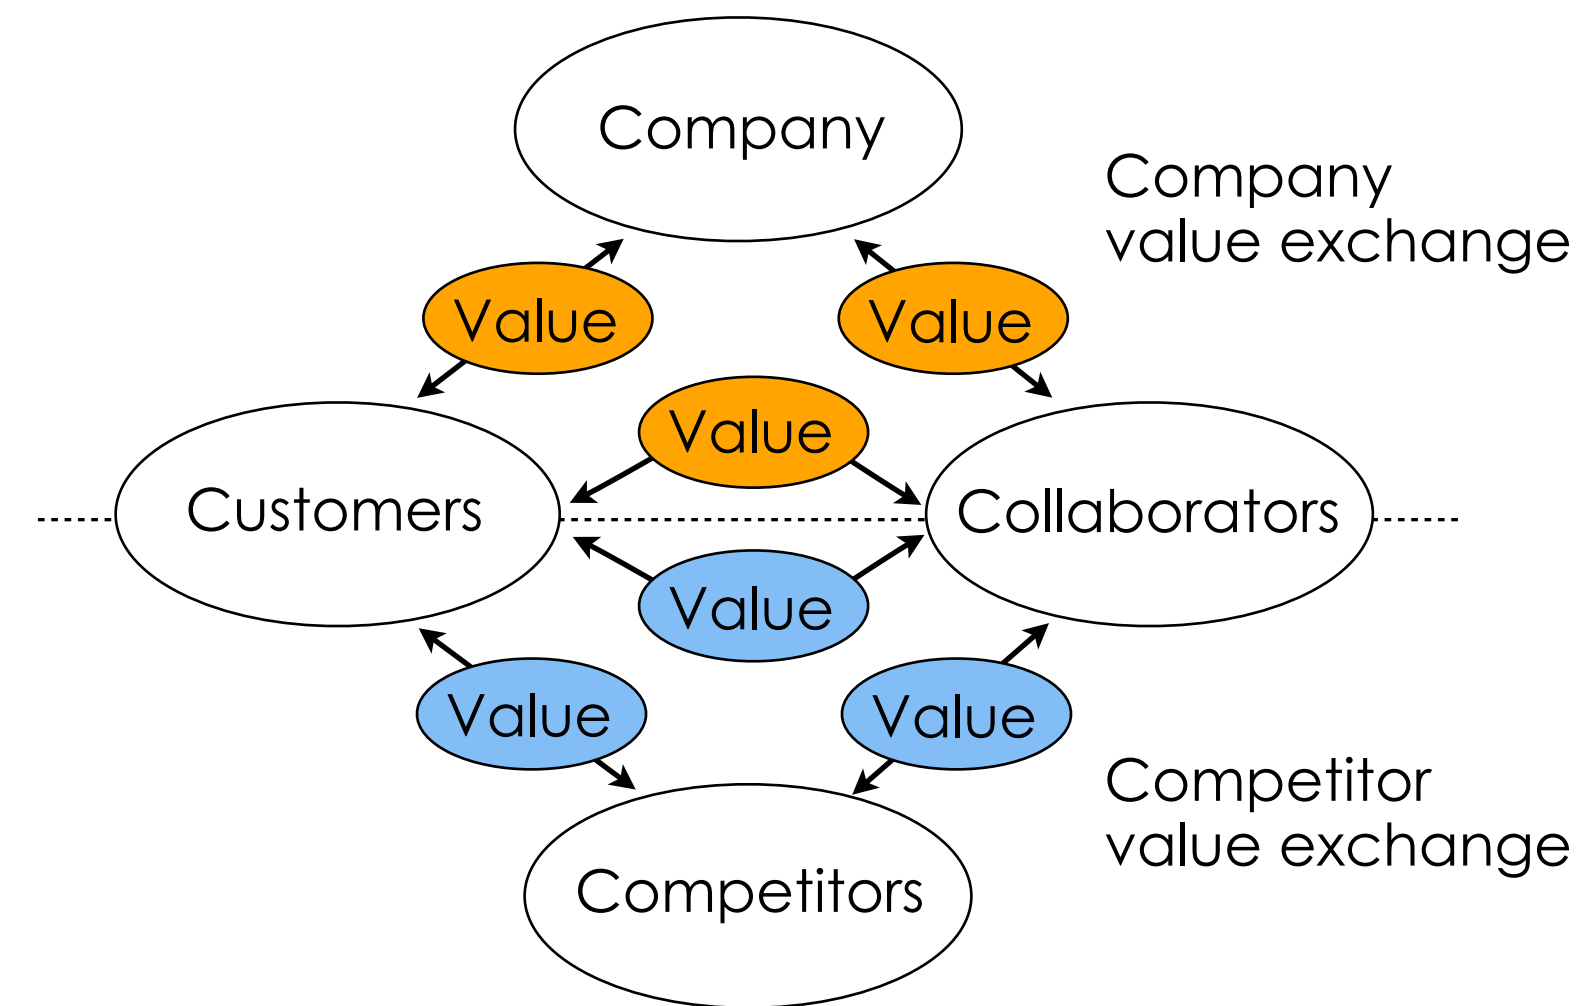 Company
Company
value exchange
Value
Value
Value
Customers
Collaborators
Value
Value
Value
Competitor
value exchange
Competitors